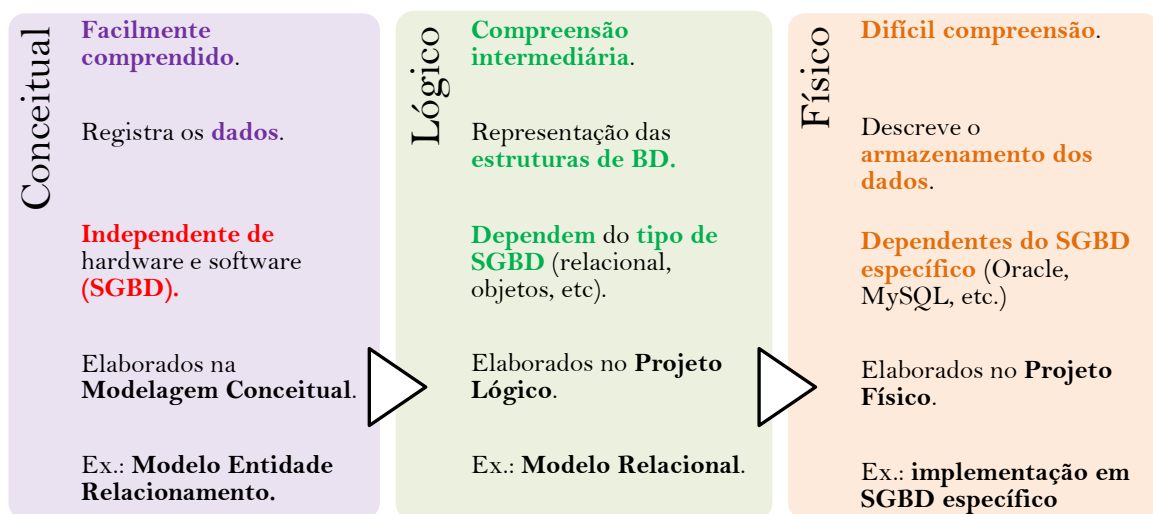 Conceitual
Facilmente
comprendido.
Registra os dados.
Independente de
hardware e software
(SGBD).
Elaborados na
Modelagem Conceitual.
Ex.: Modelo Entidade
Relacionamento.
Lógico
Compreensão
intermediária.
Representação das
estruturas de BD.
Dependem do tipo de
SGBD (relacional,
objetos, etc).
Elaborados no Projeto
Lógico.
Ex.: Modelo Relacional.
Físico
Difícil compreensão.
Descreve o
armazenamento dos
dados.
Dependentes do SGBD
específico (Oracle,
MySQL, etc.)
Elaborados no Projeto
Físico.
Ex.: implementação em
SGBD específico